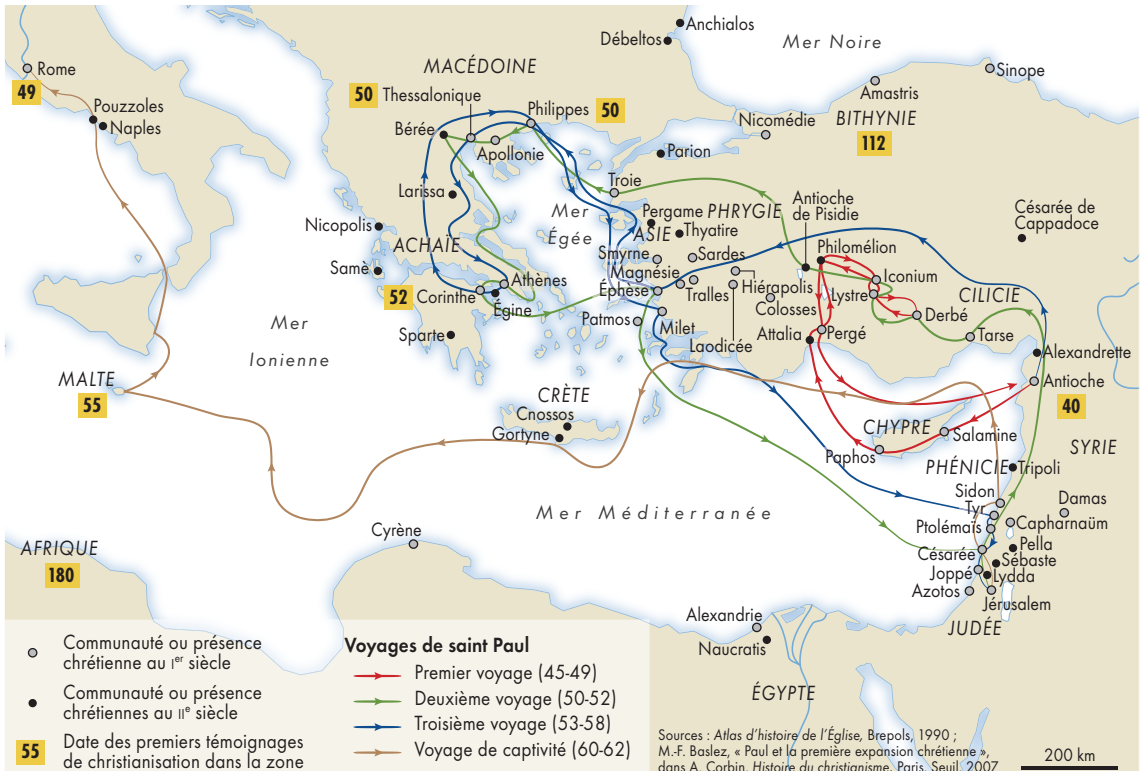 Anchialos
Débeltos
Mer Noire
Rome
49
MACÉDOINE
Sinope
Amastris
50
Thessalonique
Philippes
50
BITHYNIE
112
Pouzzoles
Naples
Bérée
Apollonie
Nicomédie
Parion
Troie
Larissa
Antioche
de Pisidie
Césarée de
Cappadoce
Nicopolis
Mer
Égée
Pergame
PHRYGIE
ASIE
Thyatire
Philomélion
ACHAÏE
Smyrne
Sardes
Samè
Athènes
Magnésie
Iconium
52
Corinthe
Éphèse
Hiérapolis
Lystre
CILICIE
Égine
Tralles
Colosses
Derbé
Mer
Ionienne
Sparte
Patmos
Milet
Laodicée
Attalia
Pergé
Tarse
Alexandrette
MALTE
55
Antioche
40
CRÈTE
Cnossos
Gortyne
CHYPRE
Salamine
Paphos
SYRIE
PHÉNICIE
Tripoli
Sidon
Damas
Mer Méditerranée
Tyr
Capharnaüm
Ptolémaïs
Cyrène
AFRIQUE
180
Césarée
Pella
Sébaste
Joppé
Lydda
Azotos
Jérusalem
JUDÉE
Alexandrie
Naucratis
ÉGYPTE
Communauté ou présence
chrétienne au Ier siècle
Communauté ou présence
chrétiennes au IIe siècle
55
Date des premiers témoignages
de christianisation dans la zone
Voyages de saint Paul
Premier voyage (45-49)
Deuxième voyage (50-52)
Troisième voyage (53-58)
Voyage de captivité (60-62)
Sources : Atlas d'histoire de l'Église, Brepols, 1990 ;
M.-F. Baslez, « Paul et la première expansion chrétienne »,
dans A. Corbin, Histoire du christianisme, Paris, Seuil, 2007
200 km